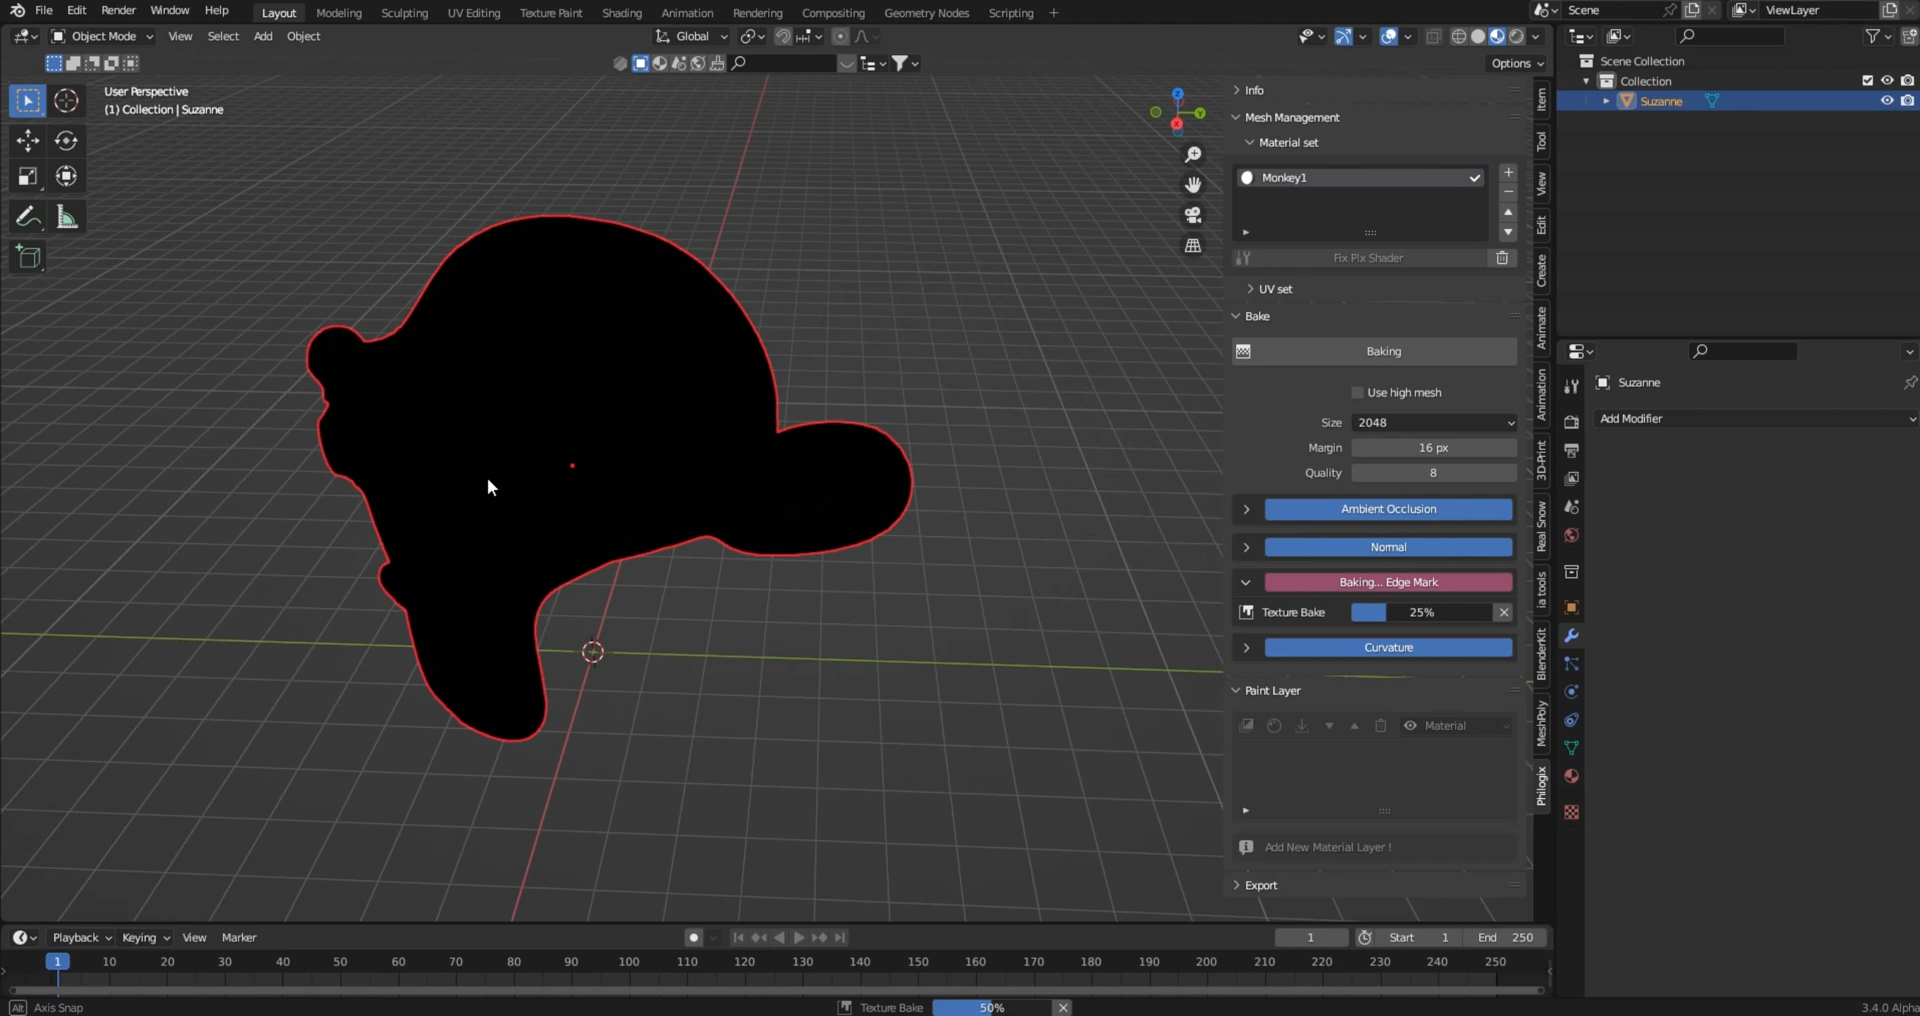 File Edit Render Window Help
Layout Modeling Sculpting UV Editing Texture Paint Shading Animation Rendering Compositing Geometry Nodes Scripting +
Scene
ViewLayer
Object Mode View Select Add Object
Global
Options
User Perspective
(1) Collection | Suzanne
Z
Y
X
Info
Mesh Management
Material set
Monkey1
Fix Plx Shader
UV set
Bake
Baking
Use high mesh
Size 2048
Margin 16 px
Quality 8
Ambient Occlusion
Normal
Baking... Edge Mark
Texture Bake 25%
Curvature
Paint Layer
Material
Add New Material Layer !
Export
Item
Tool
View
Edit
Create
Animate
Animation
3D-Print
Real Snow
ia tools
BlenderKit
MeshPoly
Philogix
Scene Collection
Collection
Suzanne
Suzanne
Add Modifier
Playback Keying View Marker
1 Start 1 End 250
1 10 20 30 40 50 60 70 80 90 100 110 120 130 140 150 160 170 180 190 200 210 220 230 240 250
Alt Axis Snap
Texture Bake 50%
3.4.0 Alpha